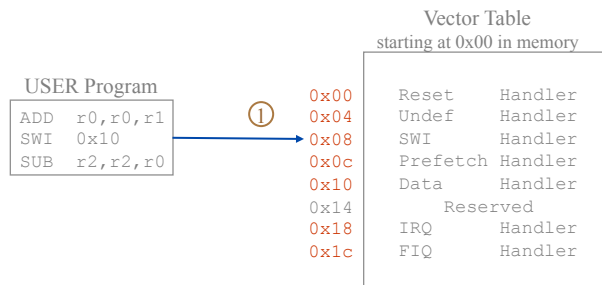 Vector Table
starting at 0x00 in memory
USER Program
ADD r0,r0,r1
SWI 0x10
SUB r2,r2,r0
1
0x00 Reset Handler
0x04 Undef Handler
0x08 SWI Handler
0x0c Prefetch Handler
0x10 Data Handler
0x14 Reserved
0x18 IRQ Handler
0x1c FIQ Handler